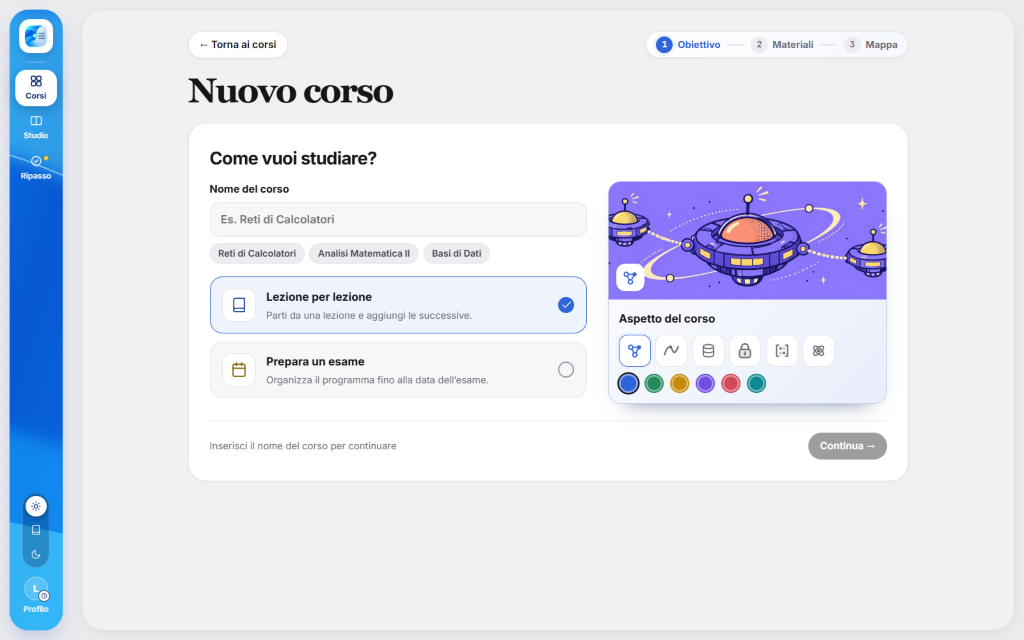 ← Torna ai corsi
1 Obiettivo
2 Materiali
3 Mappa
Corsi
Studio
Ripasso
Nuovo corso
Come vuoi studiare?
Nome del corso
Es. Reti di Calcolatori
Reti di Calcolatori
Analisi Matematica II
Basi di Dati
Lezione per lezione
Parti da una lezione e aggiungi le successive.
Prepara un esame
Organizza il programma fino alla data dell'esame.
Aspetto del corso
Inserisci il nome del corso per continuare
Continua →
L
Profilo